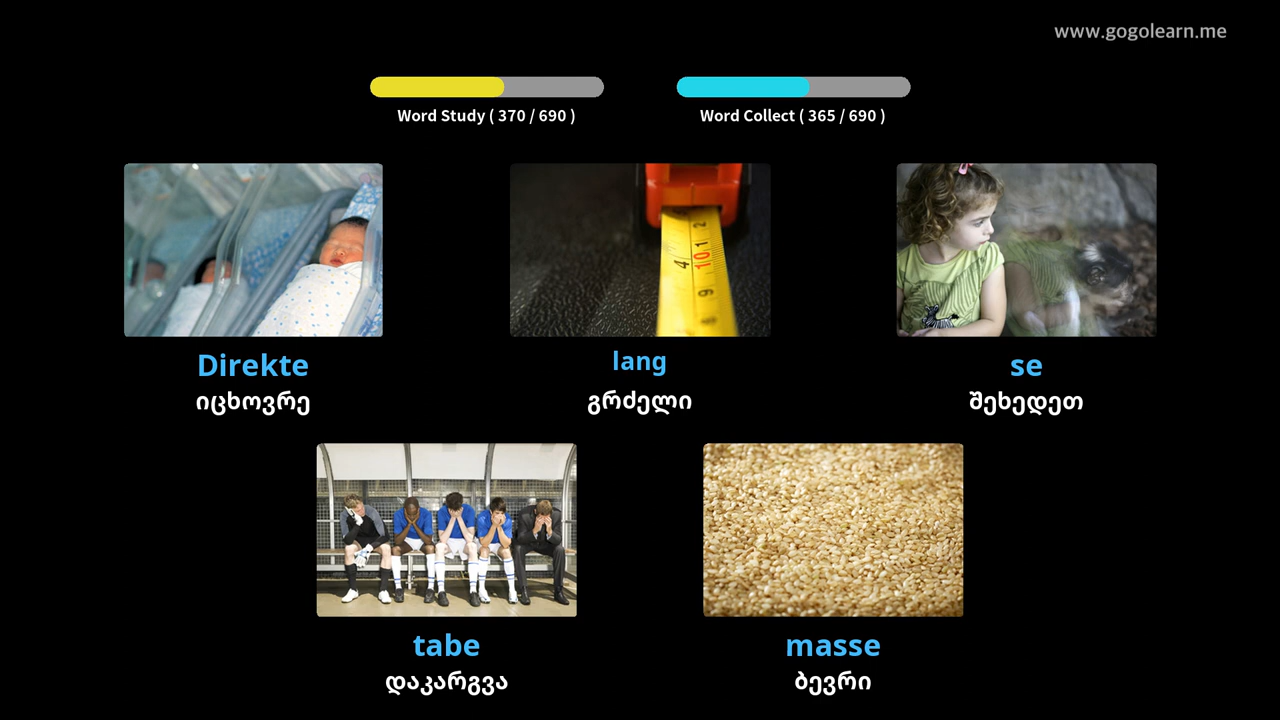 www.gogolearn.me
Word Study ( 370 / 690 )
Word Collect ( 365 / 690 )
Direkte
იცხოვრე
lang
გრძელი
se
შეხედეთ
tabe
დაკარგვა
masse
ბევრი